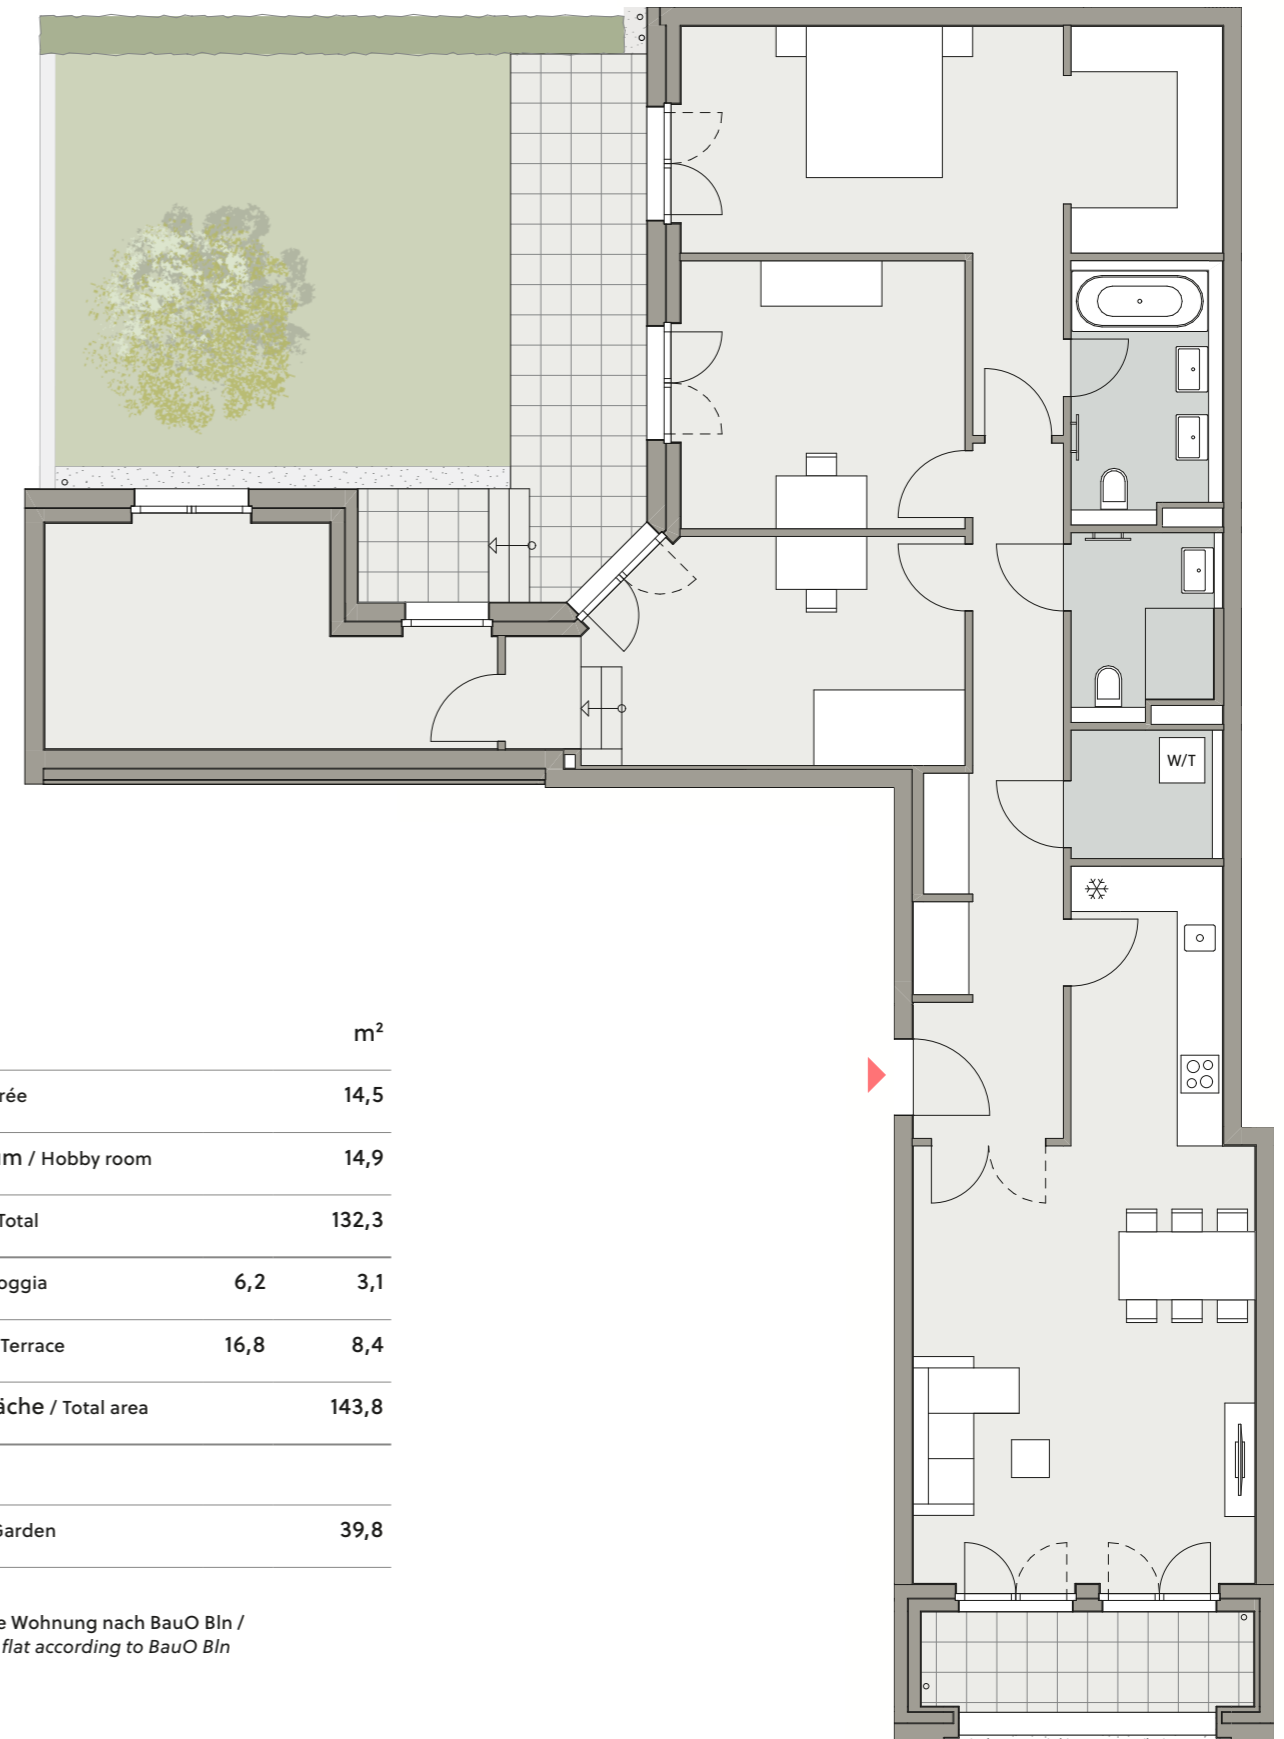 m²
rée 14,5
um / Hobby room 14,9
Total 132,3
oggia 6,2 3,1
Terrace 16,8 8,4
äche / Total area 143,8
Garden 39,8
e Wohnung nach BauO Bln /
flat according to BauO Bln
W/T